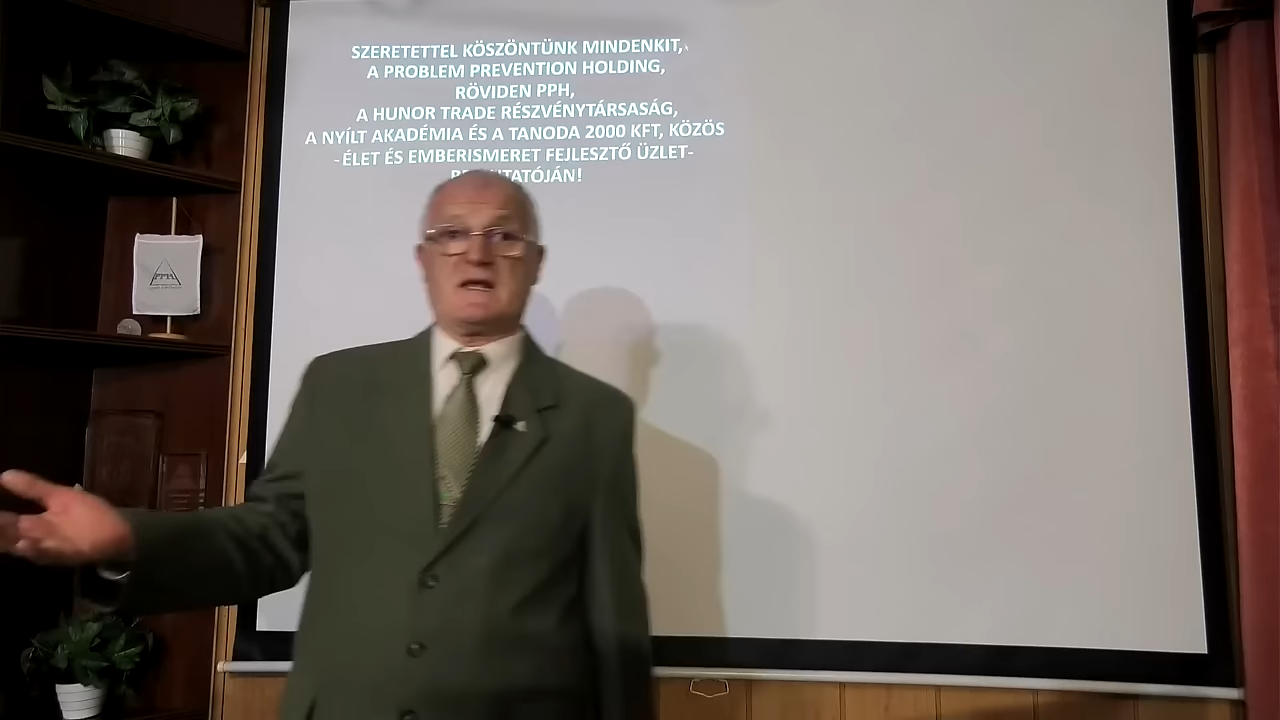 SZERETETTEL KÖSZÖNTÜNK MINDENKIT,
A PROBLEM PREVENTION HOLDING,
RÖVIDEN PPH,
A HUNOR TRADE RÉSZVÉNYTÁRSASÁG,
A NYÍLT AKADÉMIA ÉS A TANODA 2000 KFT, KÖZÖS
-ÉLET ÉS EMBERISMERET FEJLESZTŐ ÜZLET-
PPH